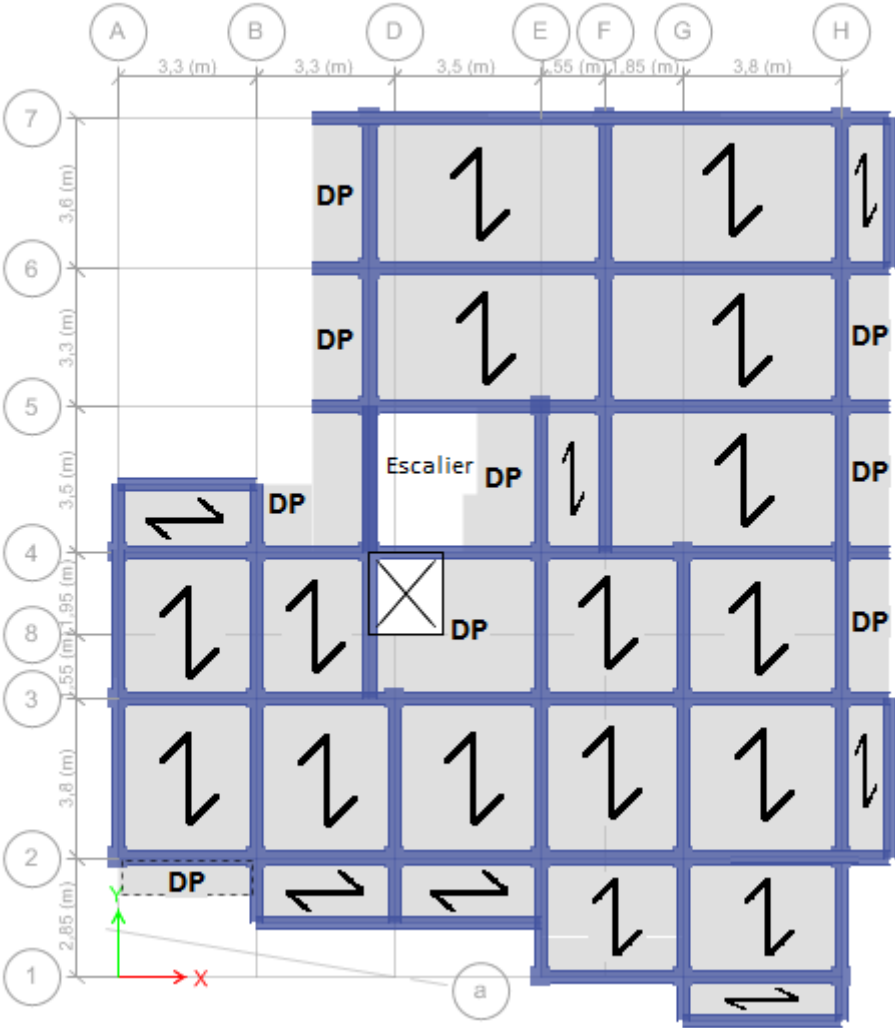 A B D E F G H
3,3 (m) 3,3 (m) 3,5 (m) ,55 (m) 1,85 (m) 3,8 (m)
7
3,6 (m)
DP
6
3,3 (m)
DP DP
5
3,5 (m)
Escalier
DP DP
DP
4
1,95 (m)
8
DP DP
,55 (m)
3
3,8 (m)
2
DP
Y
2,85 (m)
1
X
a